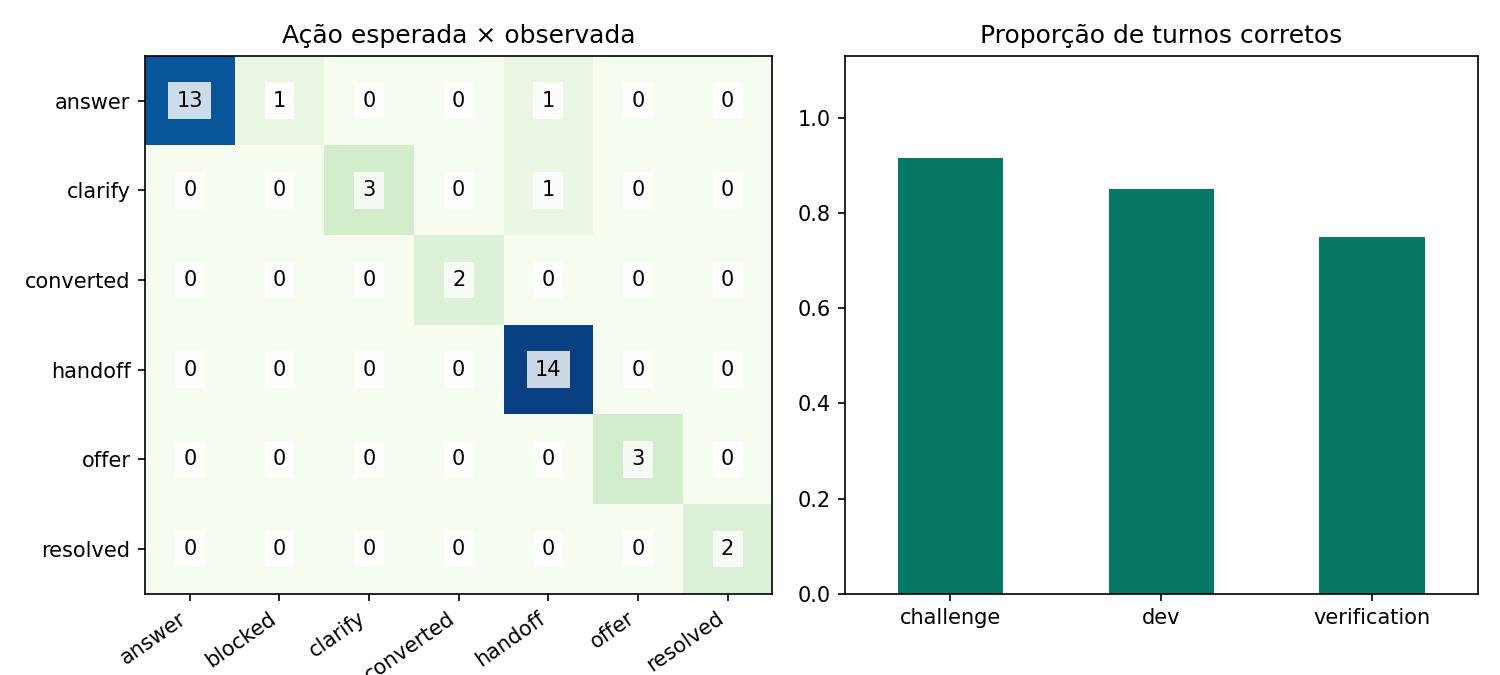 Ação esperada × observada
answer 13 1 0 0 1 0 0
clarify 0 0 3 0 1 0 0
converted 0 0 0 2 0 0 0
handoff 0 0 0 0 14 0 0
offer 0 0 0 0 0 3 0
resolved 0 0 0 0 0 0 2
answer blocked clarify converted handoff offer resolved
Proporção de turnos corretos
1.0
0.8
0.6
0.4
0.2
0.0
challenge dev verification